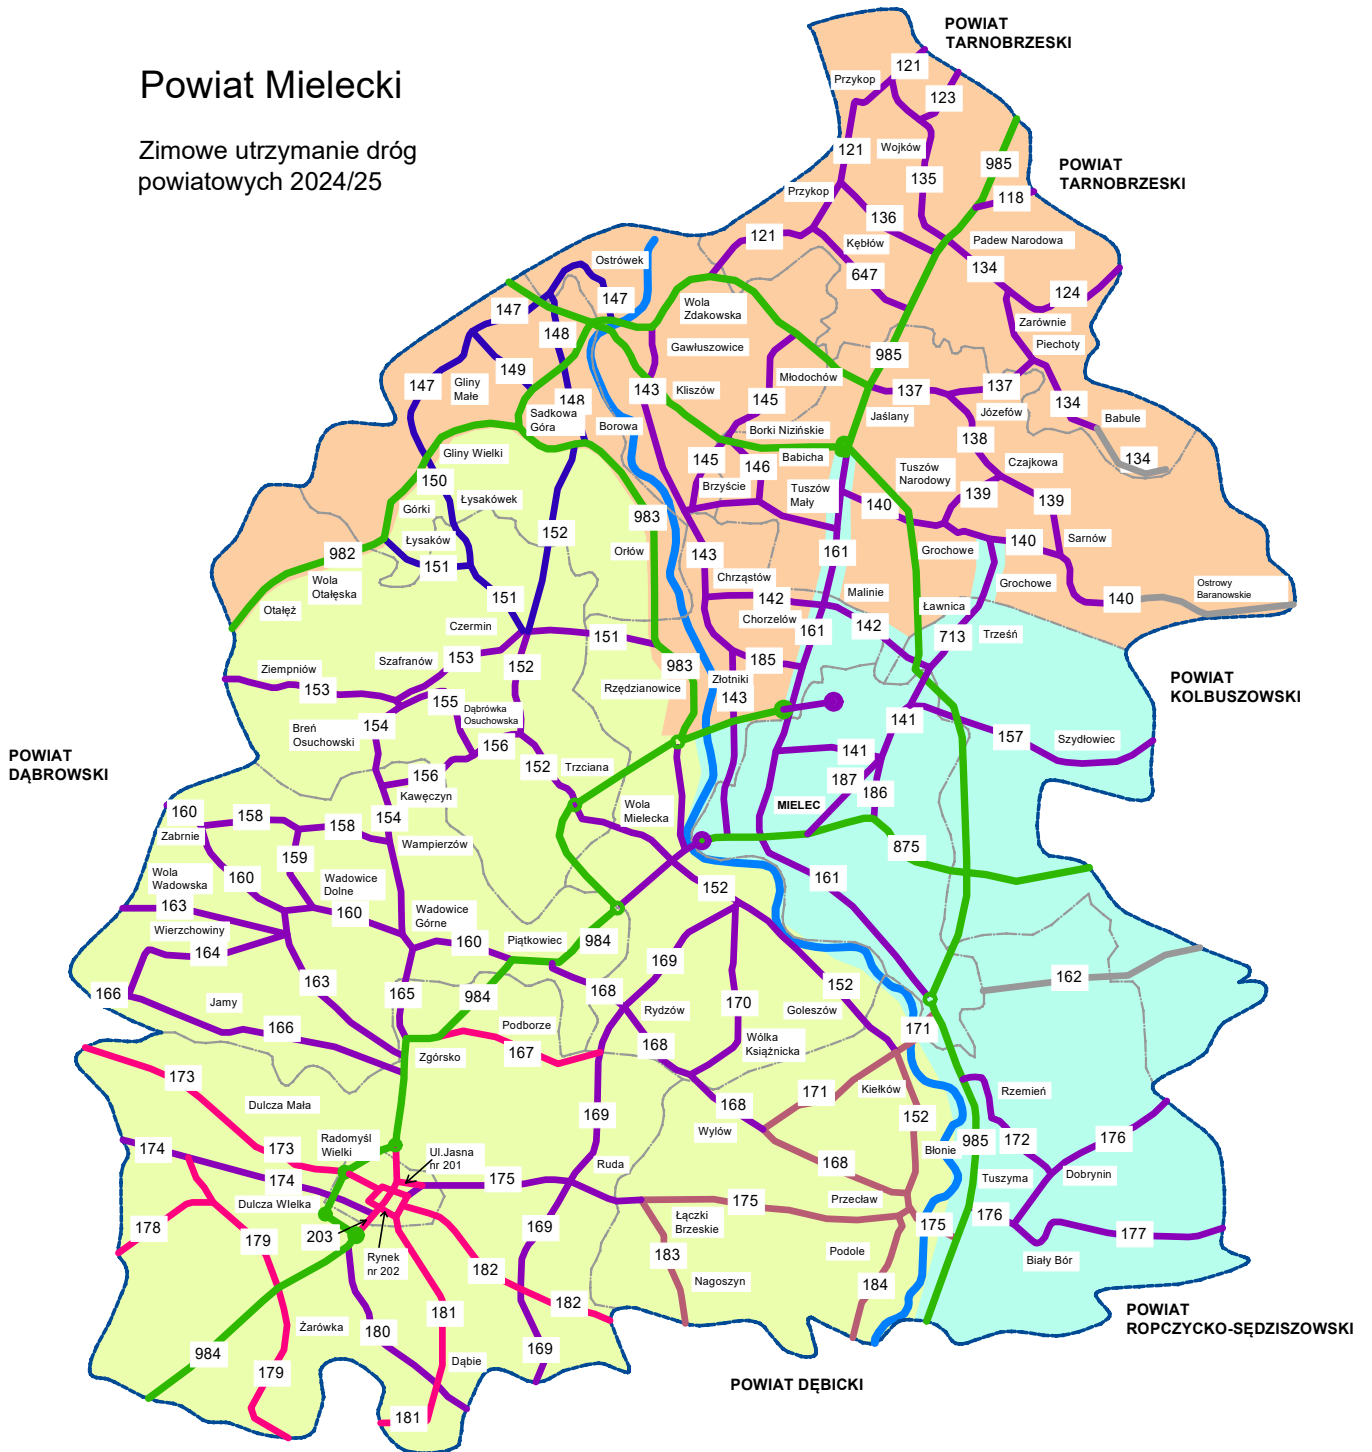 POWIAT
TARNOBRZESKI
Powiat Mielecki
Zimowe utrzymanie dróg
powiatowych 2024/25
121
Przykop
123
121
Wojków
985
POWIAT
TARNOBRZESKI
135
Przykop
118
136
121
Kębłów
Padew Narodowa
Ostrówek
134
647
124
147
147
Wola
Zdakowska
Zarównie
148
Piechoty
Gawłuszowice
985
149
Młodochów
147
Gliny
Małe
143
Kliszów
137
137
145
134
148
Sadkowa
Góra
Borowa
Jaślany
Józefów
Babule
Borki Nizińskie
138
Gliny Wielki
Babicha
134
145
146
Tuszów
Narodowy
Czajkowa
150
Brzyście
Tuszów
Mały
Łysakówek
139
139
Górki
140
983
152
Łysaków
Sarnów
982
Orłów
143
161
Grochowe
140
151
Wola
Otałęska
Chrząstów
Grochowe
Ostrowy
Baranowskie
151
142
Malinie
140
Otałęż
Ławnica
Chorzelów
142
Czermin
151
161
713
Trześń
153
Szafranów
152
983
185
Ziempniów
Złotniki
POWIAT
KOLBUSZOWSKI
153
Rzędzianowice
143
155
Dąbrówka
Osuchowska
154
141
Breń
Osuchowski
157
Szydłowiec
156
141
POWIAT
DĄBROWSKI
152
Trzciana
156
187
Kawęczyn
186
Wola
Mielecka
MIELEC
160
158
154
158
Zabrnie
Wampierzów
875
159
Wola
Wadowska
160
Wadowice
Dolne
161
152
163
160
Wadowice
Górne
Wierzchowiny
160
Piątkowiec
984
164
169
162
163
152
168
166
165
984
170
Jamy
Rydzów
Goleszów
166
Podborze
171
168
Wólka
Książnicka
Zgórsko
167
173
Kiełków
171
Rzemień
Dulcza Mała
168
169
152
Wylów
172
176
173
Radomyśl
Wielki
985
174
Ul.Jasna
nr 201
Błonie
168
Ruda
Dobrynin
174
175
Tuszyma
Dulcza Wlelka
175
Przecław
Łączki
Brzeskie
176
178
169
175
203
179
177
Rynek
nr 202
Podole
183
Biały Bór
182
Nagoszyn
184
182
181
POWIAT
ROPCZYCKO-SĘDZISZOWSKI
Żarówka
180
984
169
Dąbie
179
POWIAT DĘBICKI
181